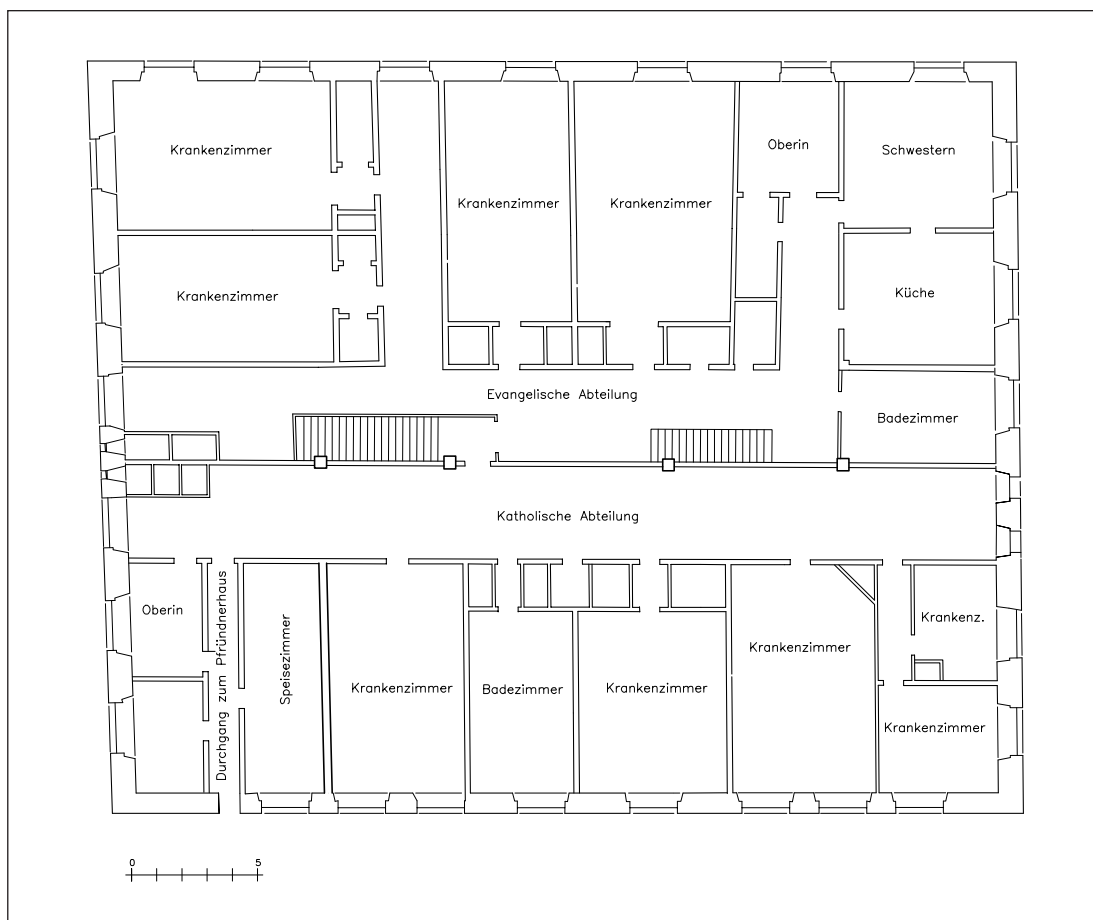 Krankenzimmer
Oberin
Schwestern
Krankenzimmer
Krankenzimmer
Krankenzimmer
Küche
Evangelische Abteilung
Badezimmer
Katholische Abteilung
Oberin
Durchgang zum Pfründnerhaus
Speisezimmer
Krankenzimmer
Badezimmer
Krankenzimmer
Krankenzimmer
Krankenz.
Krankenzimmer
0 5